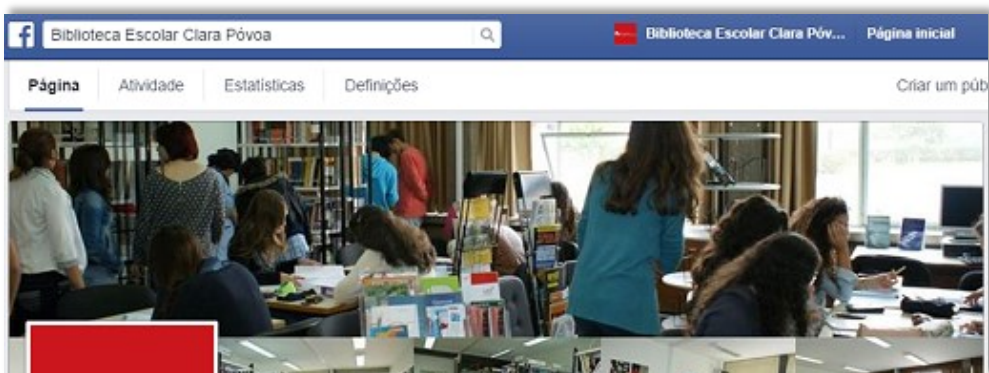 f Biblioteca Escolar Clara Póvoa Biblioteca Escolar Clara Póv... Página inicial
Página Atividade Estatísticas Definições Criar um púb